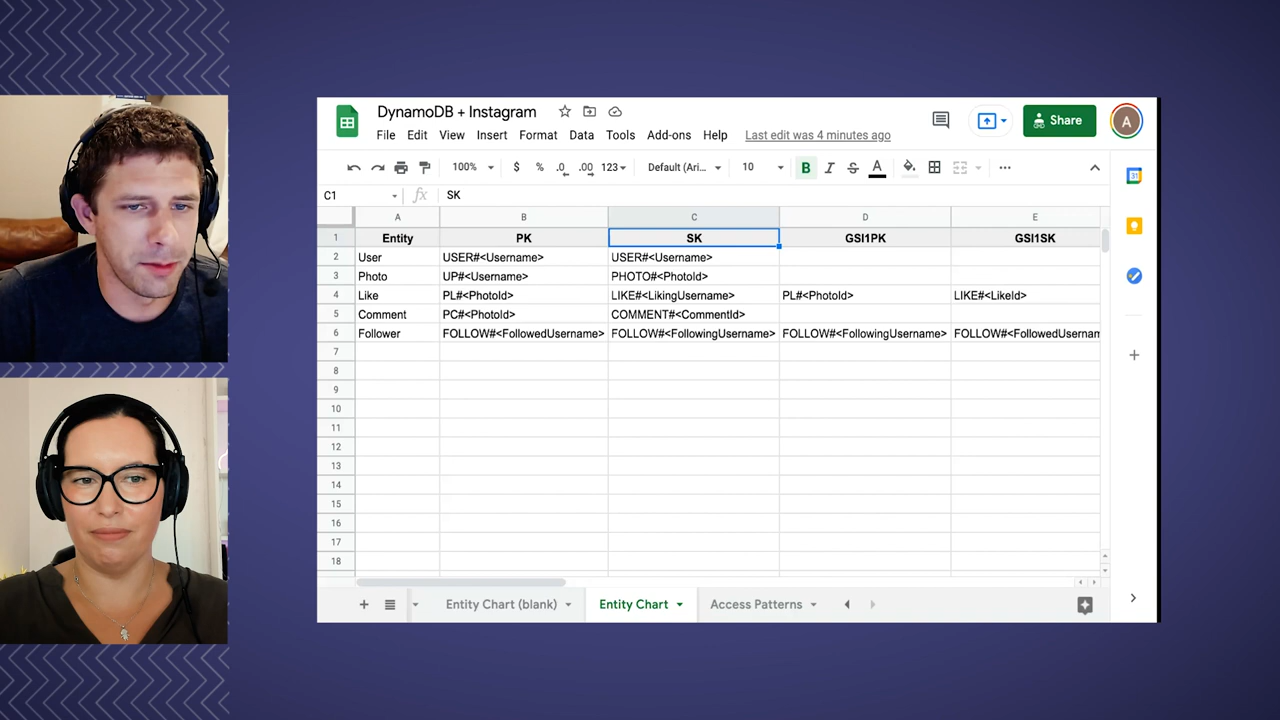 DynamoDB + Instagram
Share
A
File Edit View Insert Format Data Tools Add-ons Help Last edit was 4 minutes ago
100% $ % .0 .00 123 Default (Ari... 10 B I S A ...
C1 fx SK
A B C D E
1 Entity PK SK GSI1PK GSI1SK
2 User USER#<Username> USER#<Username>
3 Photo UP#<Username> PHOTO#<PhotoId>
4 Like PL#<PhotoId> LIKE#<LikingUsername> PL#<PhotoId> LIKE#<LikeId>
5 Comment PC#<PhotoId> COMMENT#<CommentId>
6 Follower FOLLOW#<FollowedUsername> FOLLOW#<FollowingUsername> FOLLOW#<FollowingUsername> FOLLOW#<FollowedUsernam
7
8
9
10
11
12
13
14
15
16
17
18
31
Entity Chart (blank) Entity Chart Access Patterns